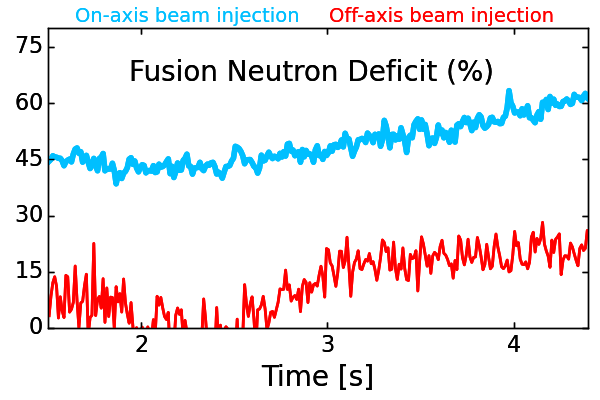 On-axis beam injection Off-axis beam injection
75
Fusion Neutron Deficit (%)
60
45
30
15
0
2 3 4
Time [s]